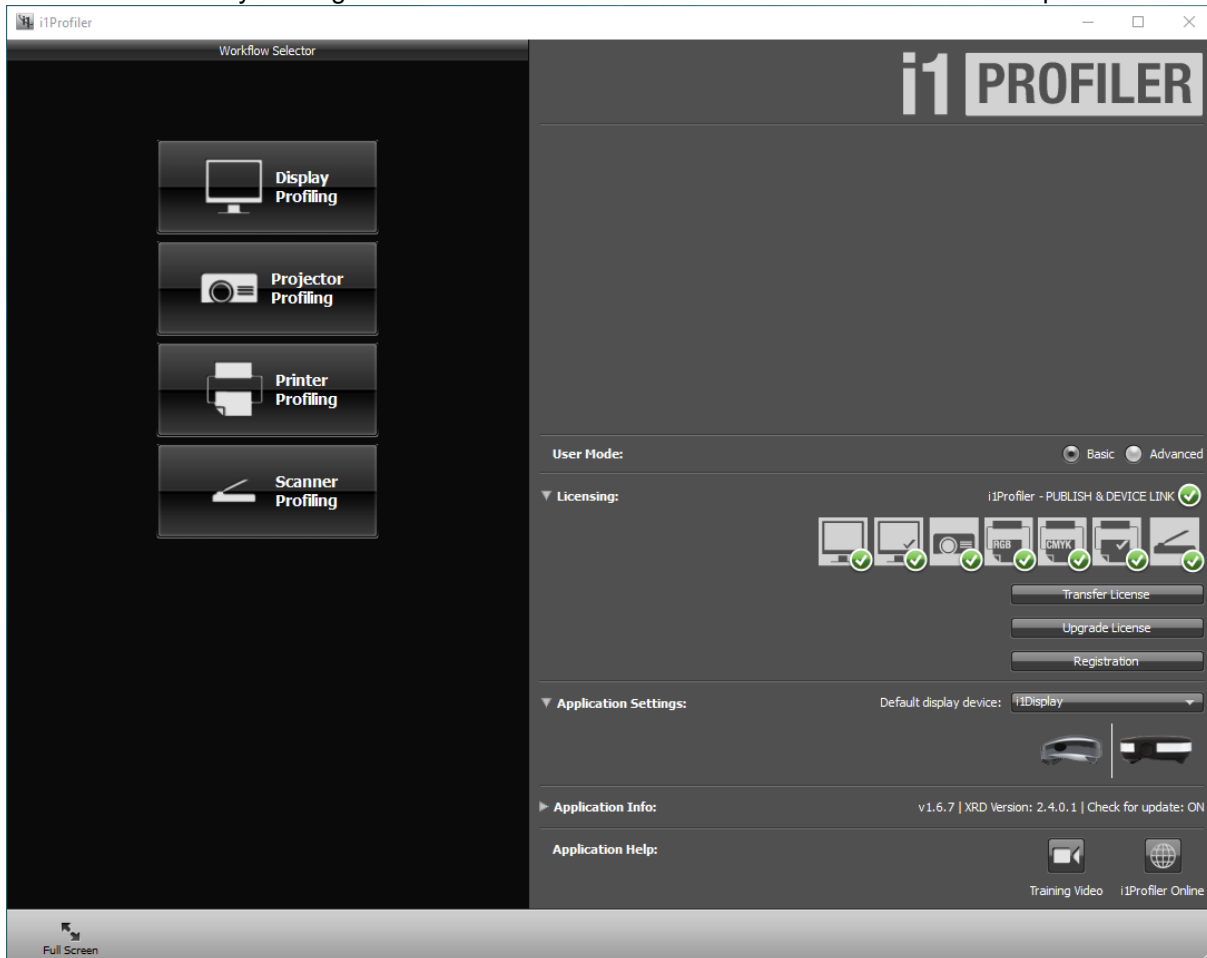 i1Profiler
Workflow Selector
i1 PROFILER
Display
Profiling
Projector
Profiling
Printer
Profiling
Scanner
Profiling
User Mode:
Basic
Advanced
Licensing:
i1Profiler - PUBLISH & DEVICE LINK
RGB
CMYK
Transfer License
Upgrade License
Registration
Application Settings:
Default display device:
i1Display
Application Info:
v1.6.7 | XRD Version: 2.4.0.1 | Check for update: ON
Application Help:
Training Video
i1Profiler Online
Full Screen